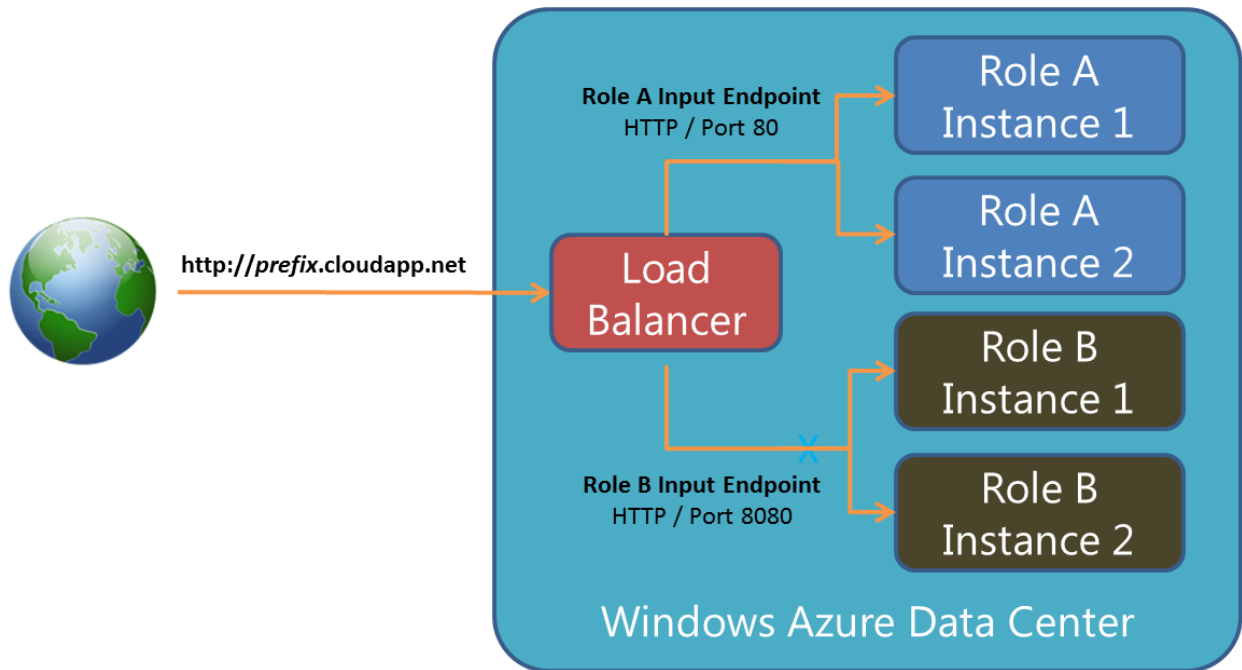 Role A Input Endpoint
HTTP / Port 80
Role A
Instance 1
Role A
Instance 2
http://prefix.cloudapp.net
Load
Balancer
Role B
Instance 1
X
Role B Input Endpoint
HTTP / Port 8080
Role B
Instance 2
Windows Azure Data Center